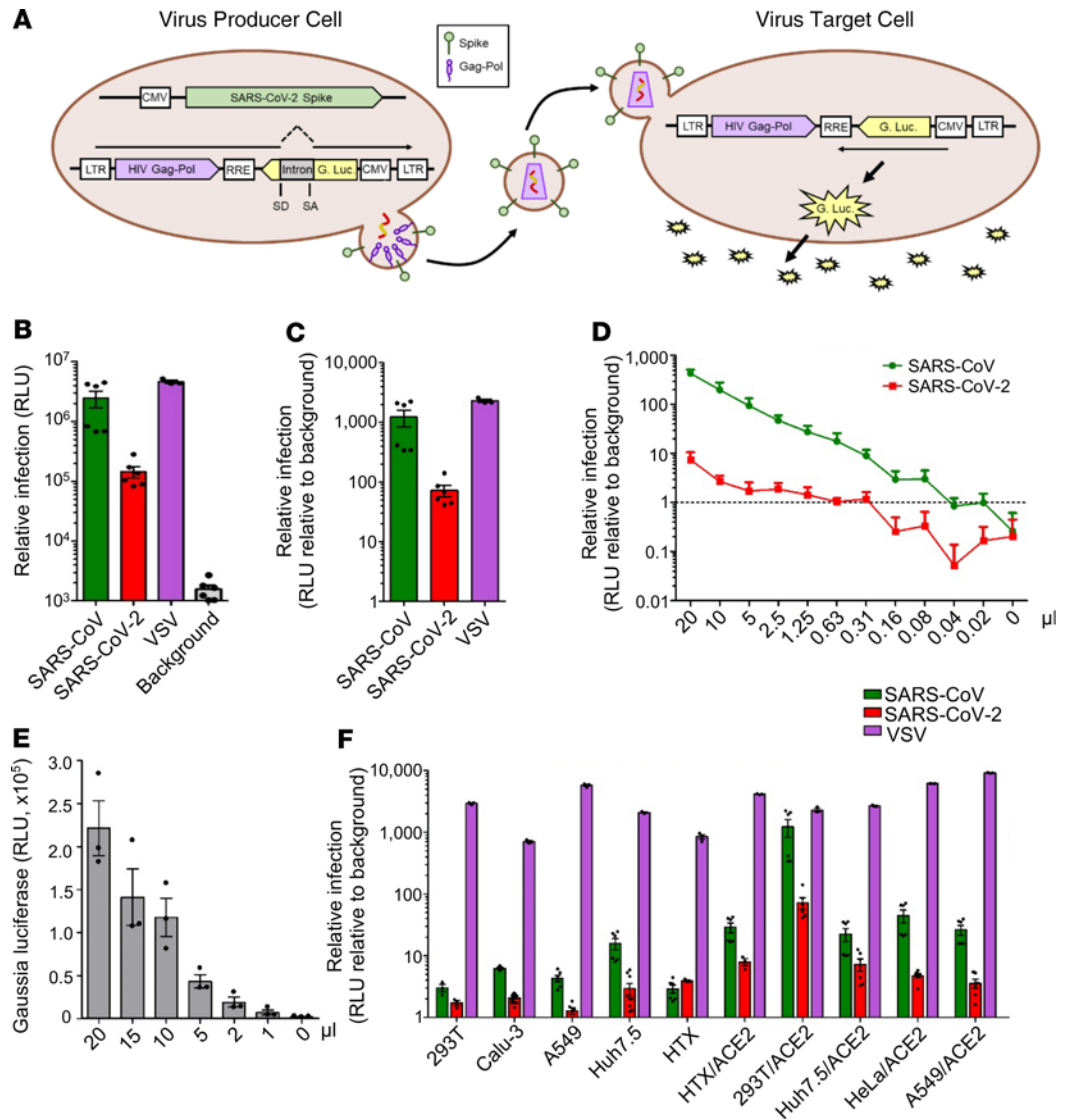 A
Virus Producer Cell
Virus Target Cell
Spike
Gag-Pol
CMV
SARS-CoV-2 Spike
LTR
HIV Gag-Pol
RRE
Intron
G. Luc.
CMV
LTR
SD
SA
LTR
HIV Gag-Pol
RRE
G. Luc.
CMV
LTR
G. Luc.
B
Relative infection (RLU)
10⁷
10⁶
10⁵
10⁴
10³
SARS-CoV
SARS-CoV-2
VSV
Background
C
Relative infection
(RLU relative to background)
10,000
1,000
100
10
1
SARS-CoV
SARS-CoV-2
VSV
D
Relative infection
(RLU relative to background)
1,000
100
10
1
0.1
0.01
SARS-CoV
SARS-CoV-2
20
10
5
2.5
1.25
0.63
0.31
0.16
0.08
0.04
0.02
0
µl
E
Gaussia luciferase (RLU, x10⁵)
3.0
2.5
2.0
1.5
1.0
0.5
0
20
15
10
5
2
1
0
µl
SARS-CoV
SARS-CoV-2
VSV
F
Relative infection
(RLU relative to background)
10,000
1,000
100
10
1
293T
Calu-3
A549
Huh7.5
HTX
HTX/ACE2
293T/ACE2
Huh7.5/ACE2
HeLa/ACE2
A549/ACE2